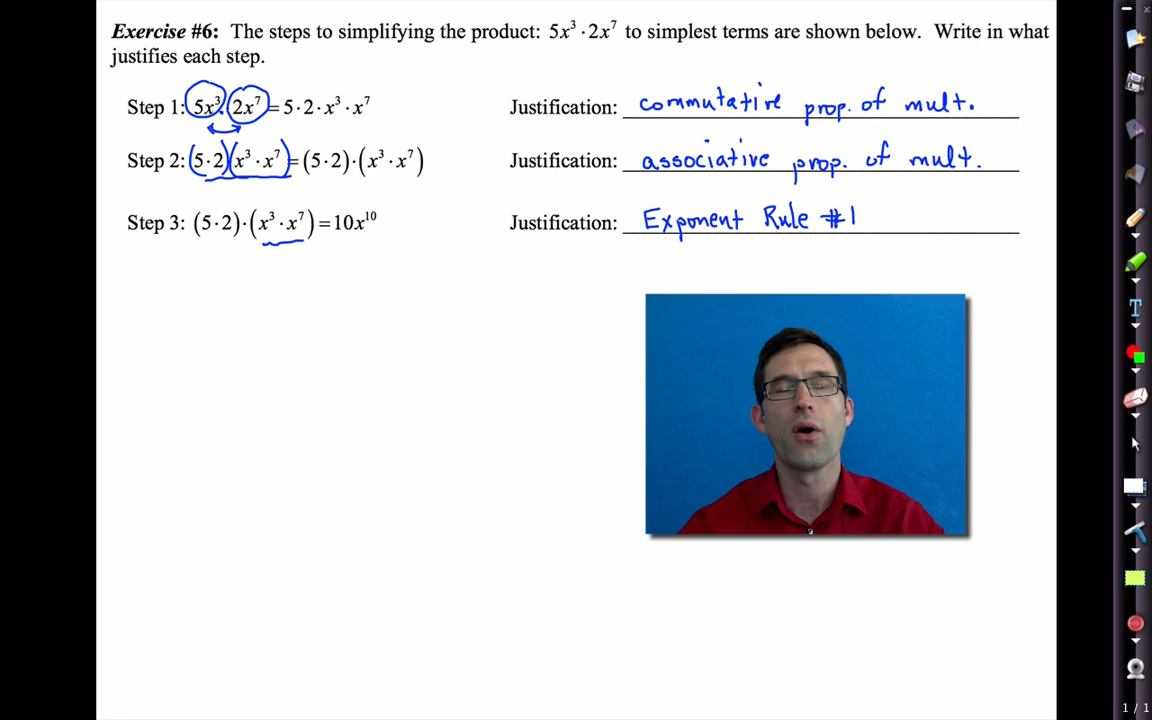 Exercise #6: The steps to simplifying the product: 5x³ · 2x⁷ to simplest terms are shown below. Write in what
justifies each step.
Step 1: 5x³ · 2x⁷ = 5 · 2 · x³ · x⁷ Justification: commutative prop. of mult.
Step 2: (5 · 2)(x³ · x⁷) = (5 · 2) · (x³ · x⁷) Justification: associative prop. of mult.
Step 3: (5 · 2) · (x³ · x⁷) = 10x¹⁰ Justification: Exponent Rule #1
T
1 / 1